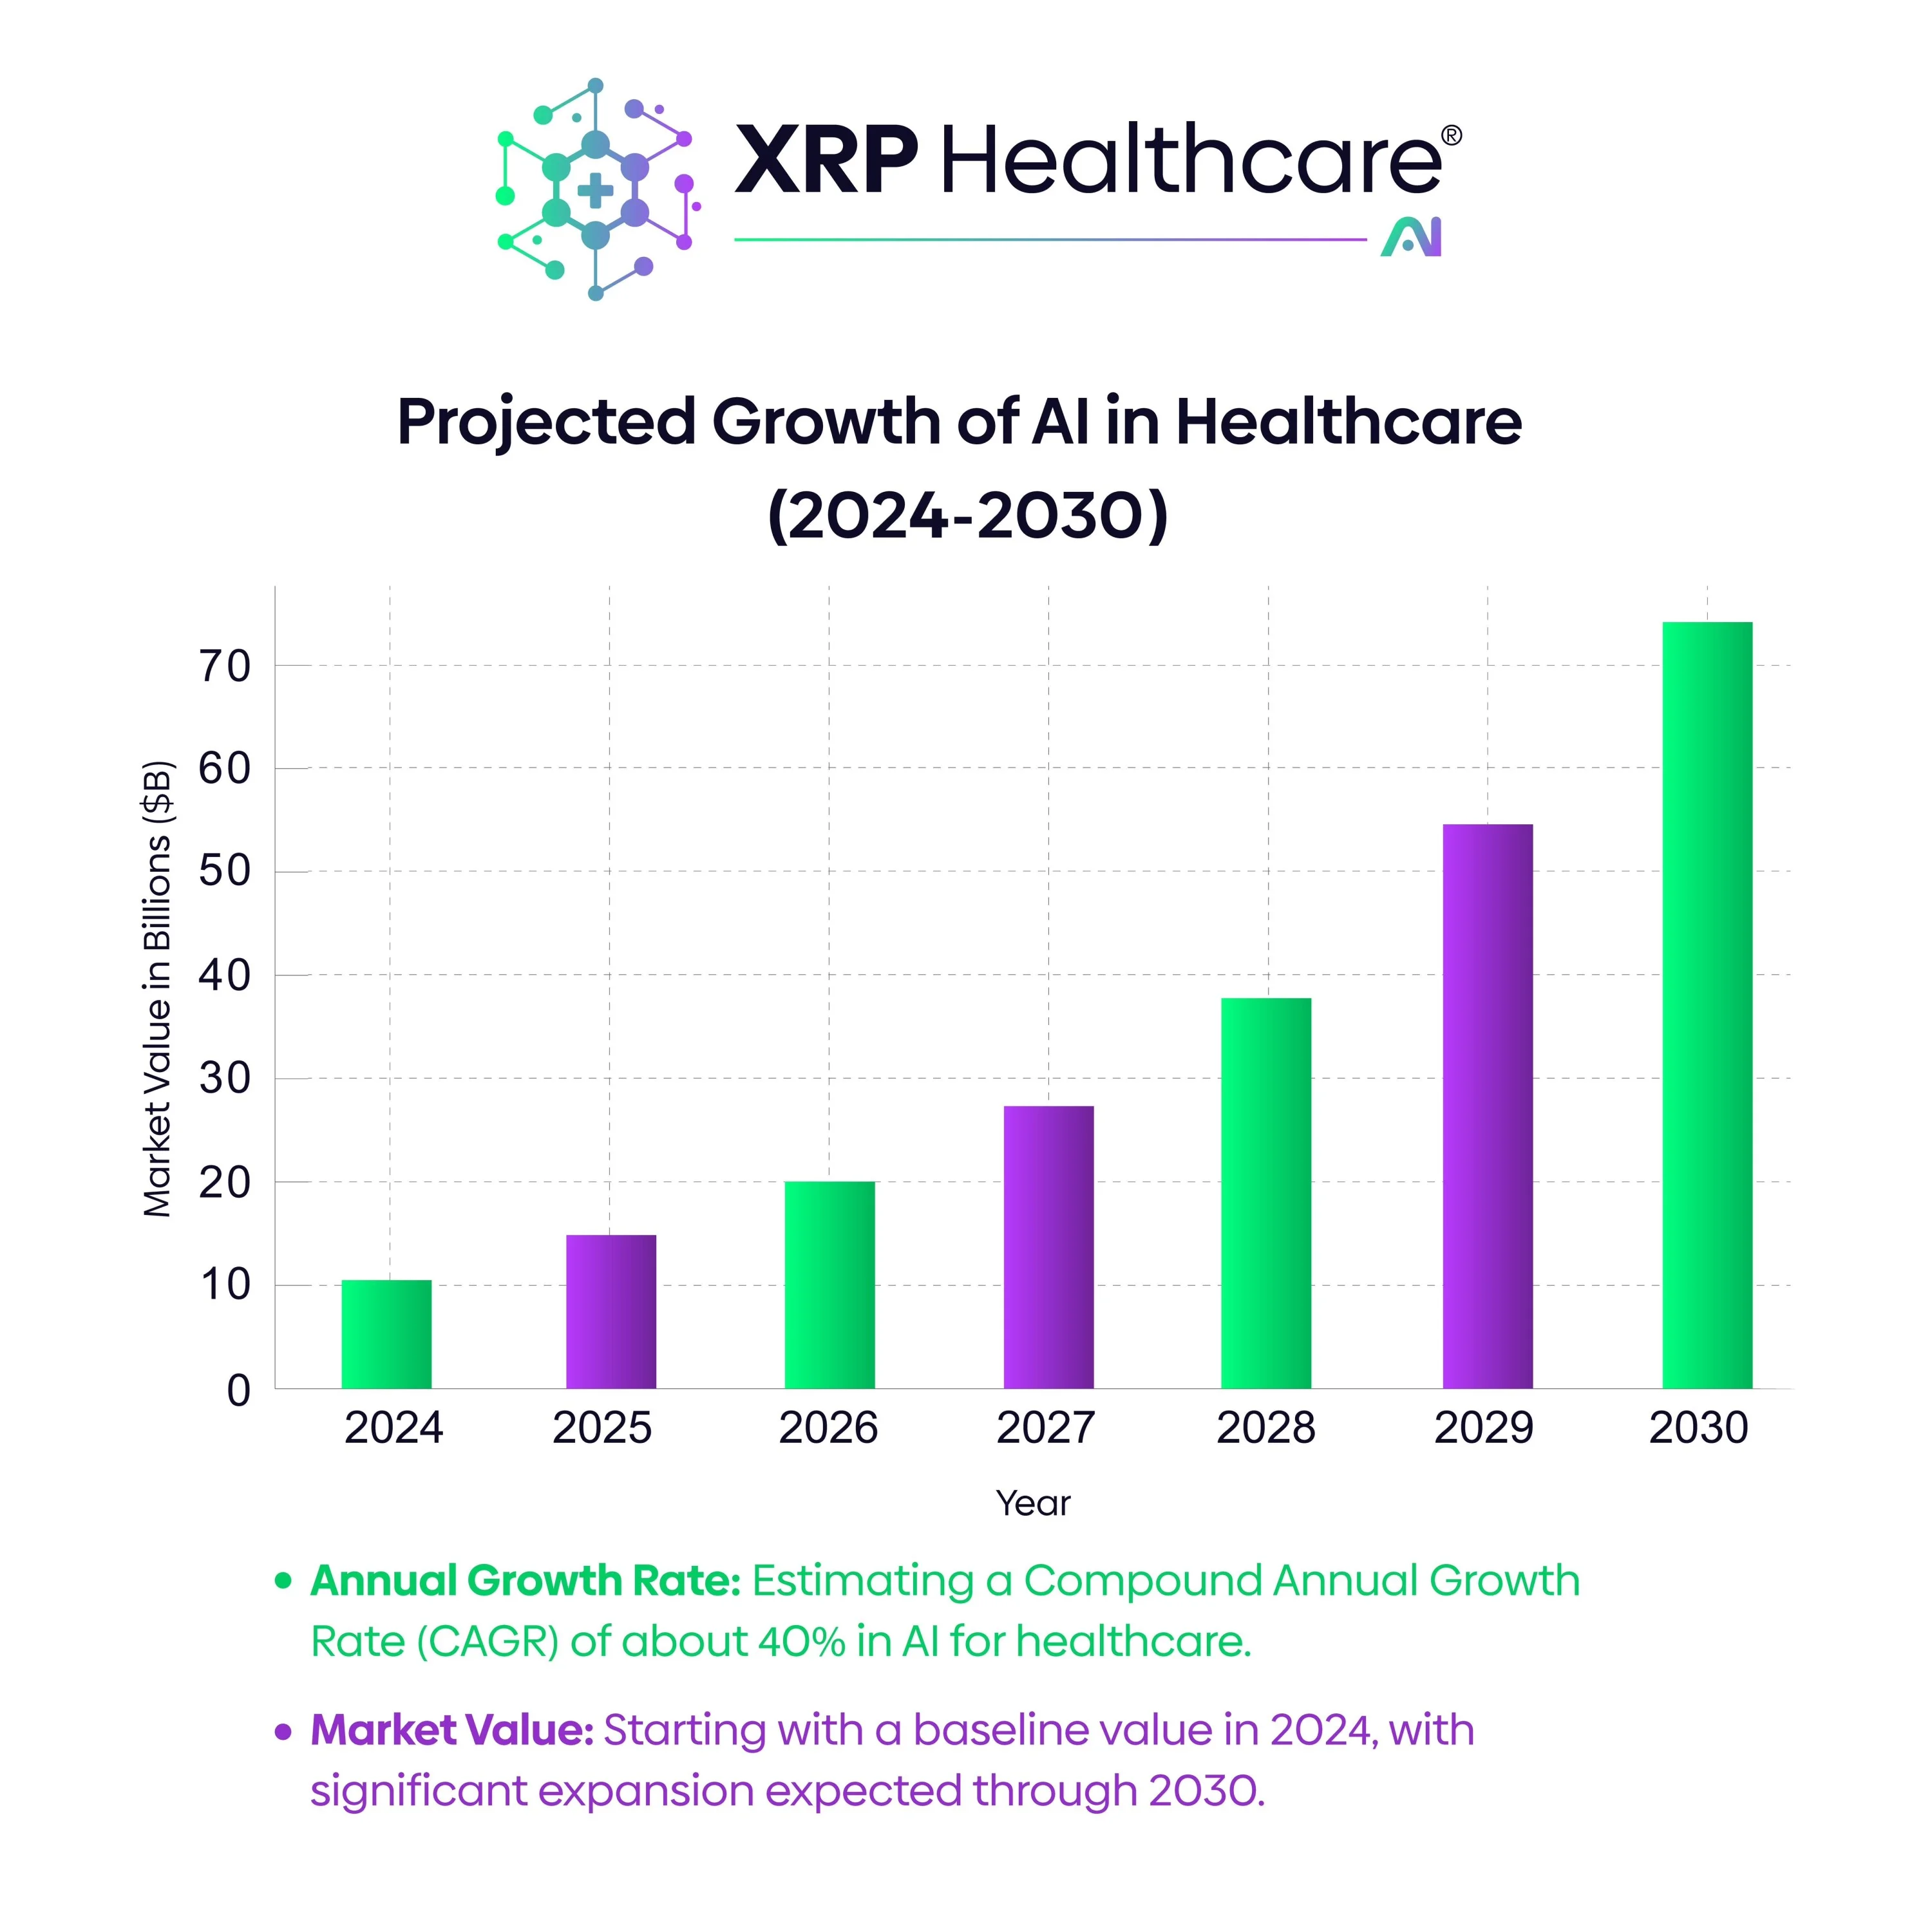 XRP Healthcare®
AI
Projected Growth of AI in Healthcare
(2024-2030)
Market Value in Billions ($B)
70
60
50
40
30
20
10
0
2024 2025 2026 2027 2028 2029 2030
Year
• Annual Growth Rate: Estimating a Compound Annual Growth
Rate (CAGR) of about 40% in AI for healthcare.
• Market Value: Starting with a baseline value in 2024, with
significant expansion expected through 2030.